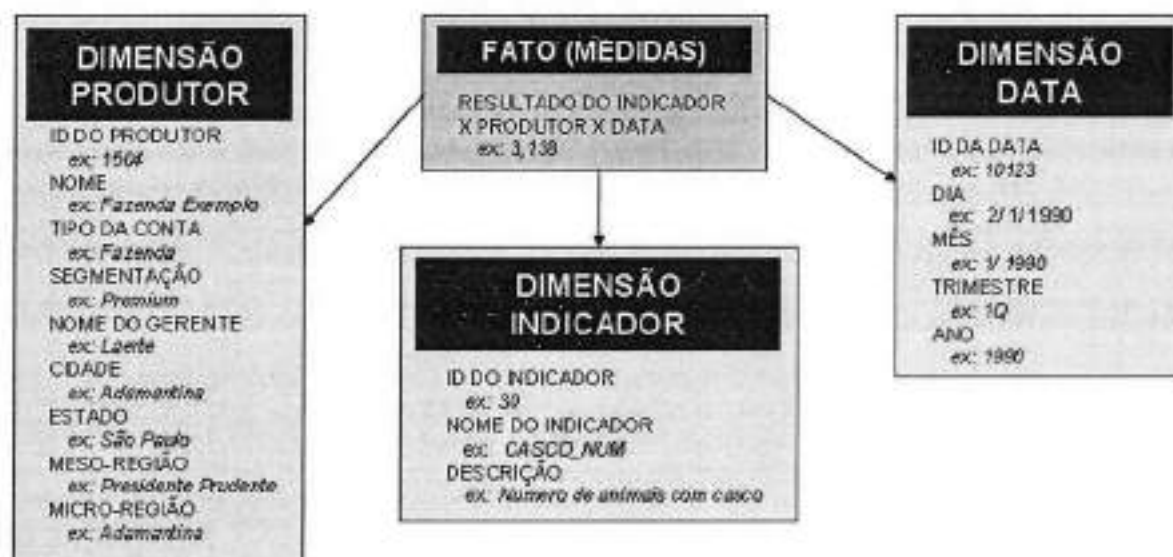 DIMENSÃO
PRODUTOR
ID DO PRODUTOR
ex: 1504
NOME
ex: Fazenda Exemplo
TIPO DA CONTA
ex: Fazenda
SEGMENTAÇÃO
ex: Premium
NOME DO GERENTE
ex: Laerte
CIDADE
ex: Adamantina
ESTADO
ex: São Paulo
MESO-REGIÃO
ex: Presidente Prudente
MICRO-REGIÃO
ex: Adamantina
FATO (MEDIDAS)
RESULTADO DO INDICADOR
X PRODUTOR X DATA
ex: 3,138
DIMENSÃO
INDICADOR
ID DO INDICADOR
ex: 30
NOME DO INDICADOR
ex: CASCO_NUM
DESCRIÇÃO
ex: Numero de animais com casco
DIMENSÃO
DATA
ID DA DATA
ex: 10123
DIA
ex: 2/ 1/ 1990
MÊS
ex: 1/ 1990
TRIMESTRE
ex: 1Q
ANO
ex: 1990